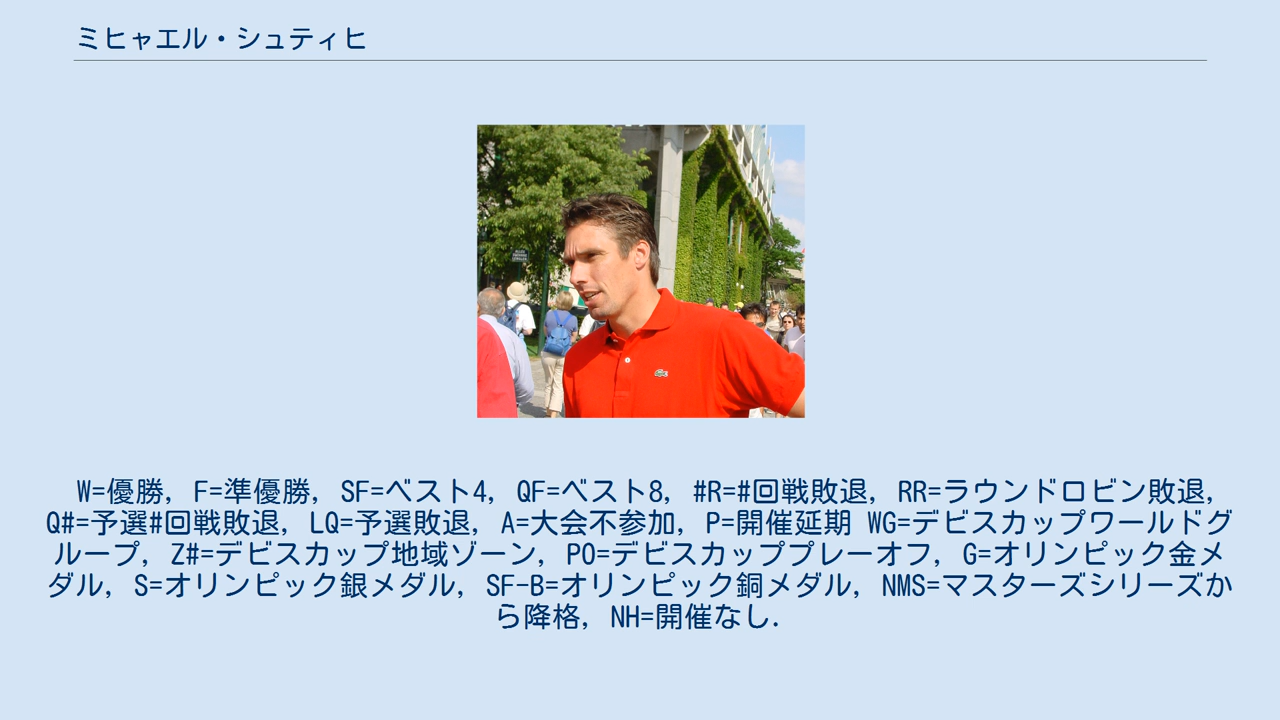 ミヒャエル・シュティヒ
W=優勝, F=準優勝, SF=ベスト4, QF=ベスト8, #R=#回戦敗退, RR=ラウンドロビン敗退,
Q#=予選#回戦敗退, LQ=予選敗退, A=大会不参加, P=開催延期 WG=デビスカップワールドグ
ループ, Z#=デビスカップ地域ゾーン, PO=デビスカッププレーオフ, G=オリンピック金メ
ダル, S=オリンピック銀メダル, SF-B=オリンピック銅メダル, NMS=マスターズシリーズか
ら降格, NH=開催なし.